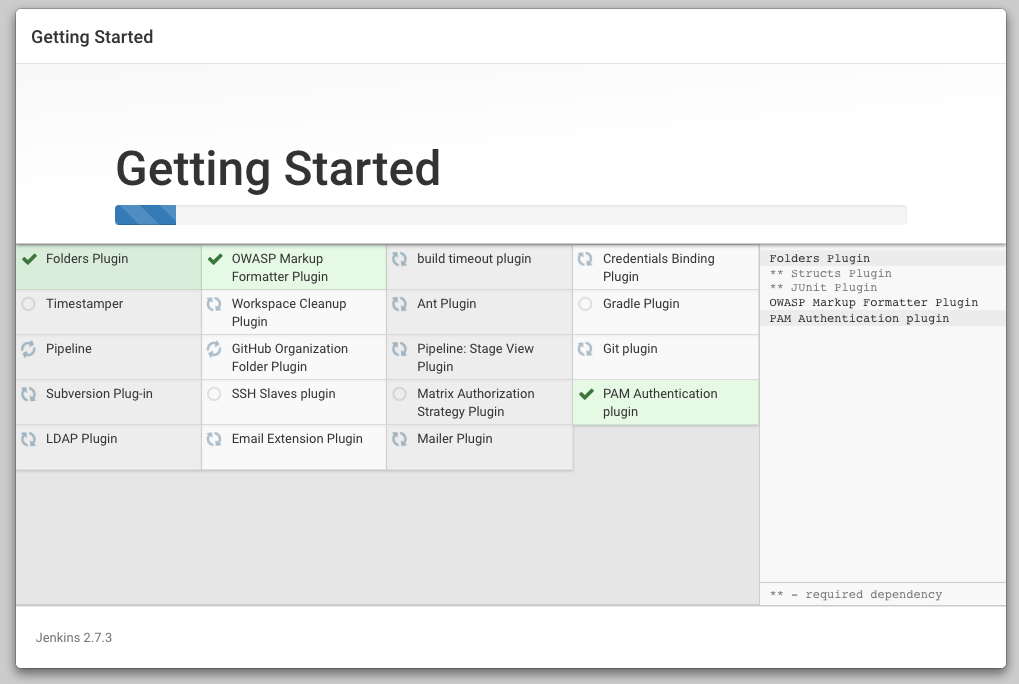 Getting Started
Getting Started
Folders Plugin
OWASP Markup
Formatter Plugin
build timeout plugin
Credentials Binding
Plugin
Timestamper
Workspace Cleanup
Plugin
Ant Plugin
Gradle Plugin
Pipeline
GitHub Organization
Folder Plugin
Pipeline: Stage View
Plugin
Git plugin
Subversion Plug-in
SSH Slaves plugin
Matrix Authorization
Strategy Plugin
PAM Authentication
plugin
LDAP Plugin
Email Extension Plugin
Mailer Plugin
Folders Plugin
** Structs Plugin
** JUnit Plugin
OWASP Markup Formatter Plugin
PAM Authentication plugin
** - required dependency
Jenkins 2.7.3